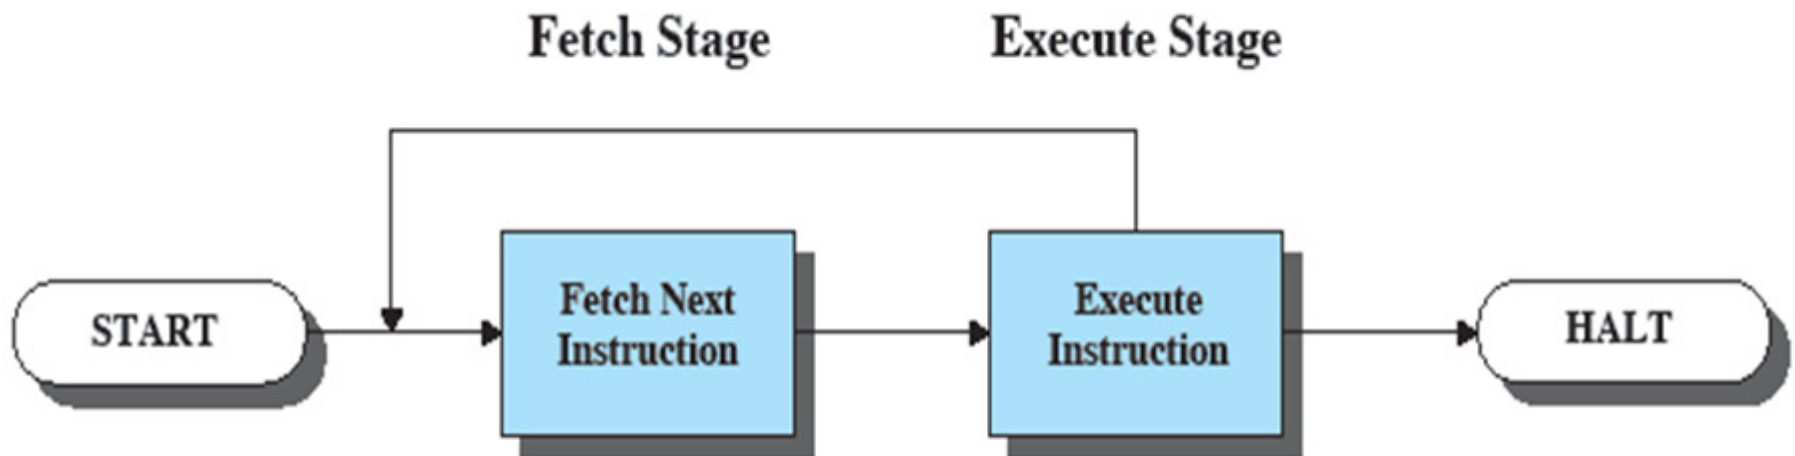 Fetch Stage
Execute Stage
START
Fetch Next
Instruction
Execute
Instruction
HALT